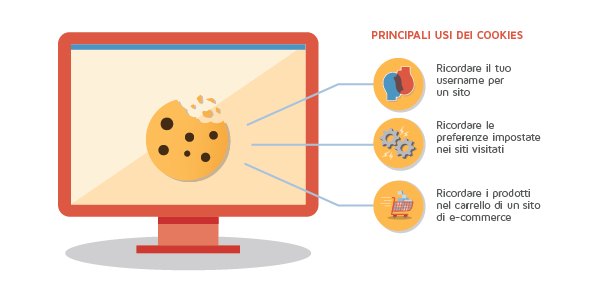 PRINCIPALI USI DEI COOKIES
Ricordare il tuo
username per
un sito
Ricordare le
preferenze impostate
nei siti visitati
Ricordare i prodotti
nel carrello di un sito
di e-commerce